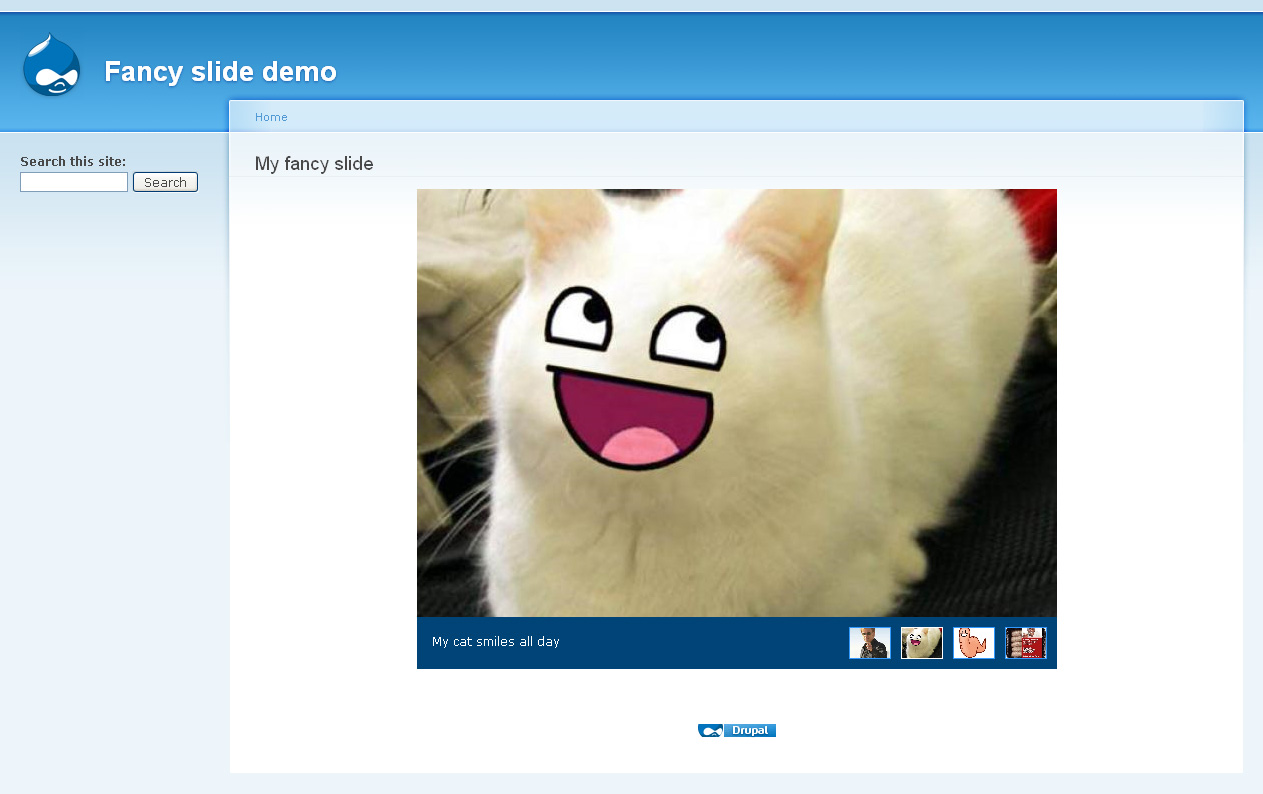 Fancy slide demo
Home
Search this site:
Search
My fancy slide
My cat smiles all day
Drupal